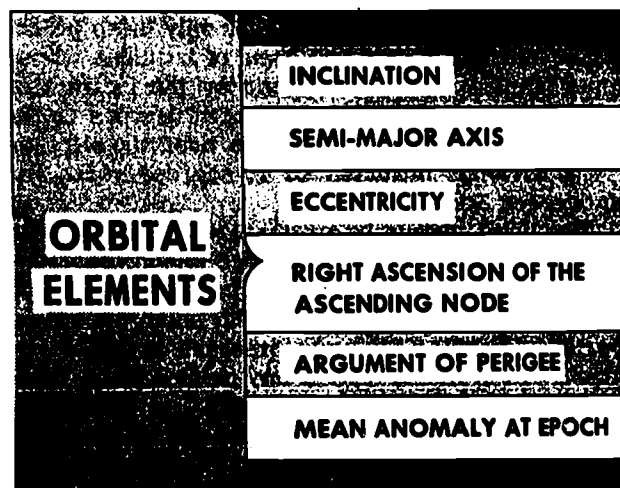 ORBITAL
ELEMENTS
INCLINATION
SEMI-MAJOR AXIS
ECCENTRICITY
RIGHT ASCENSION OF THE
ASCENDING NODE
ARGUMENT OF PERIGEE
MEAN ANOMALY AT EPOCH